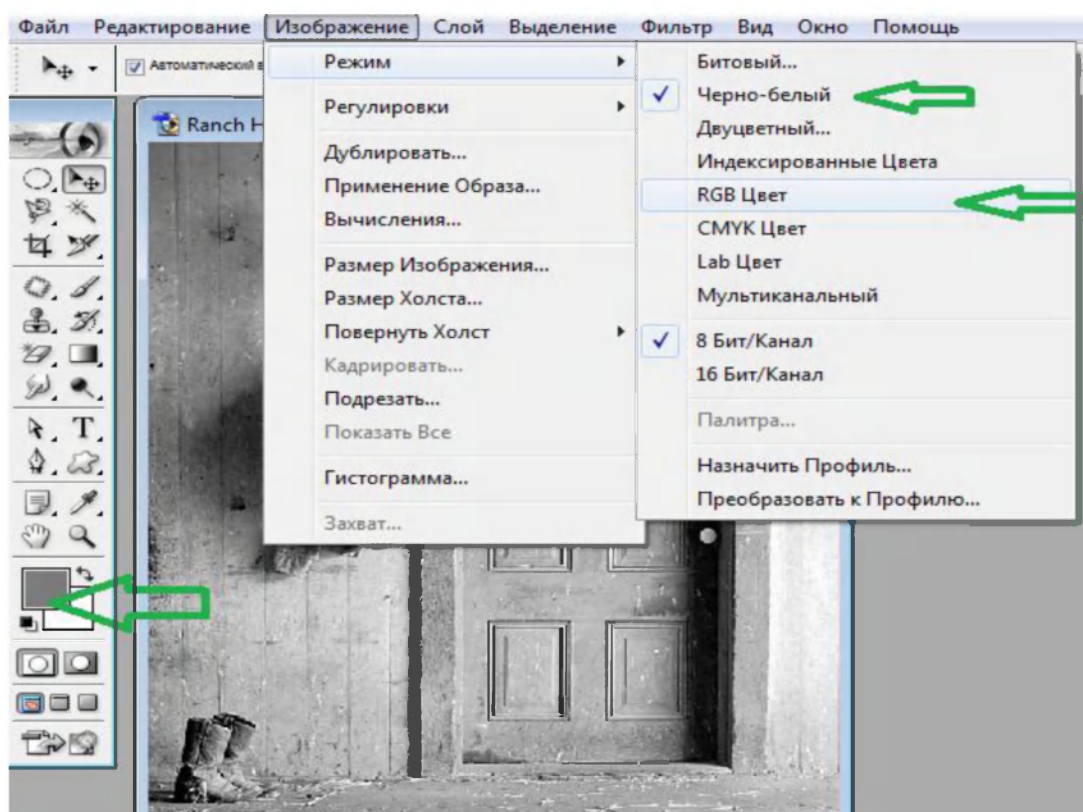 Файл Редактирование Изображение Слой Выделение Фильтр Вид Окно Помощь
Автоматический в
Ranch H
Режим
Регулировки
Дублировать...
Применение Образа...
Вычисления...
Размер Изображения...
Размер Холста...
Повернуть Холст
Кадрировать...
Подрезать...
Показать Все
Гистограмма...
Захват...
Битовый...
Черно-белый
Двуцветный...
Индексированные Цвета
RGB Цвет
CMYK Цвет
Lab Цвет
Мультиканальный
8 Бит/Канал
16 Бит/Канал
Палитра...
Назначить Профиль...
Преобразовать к Профилю...
T